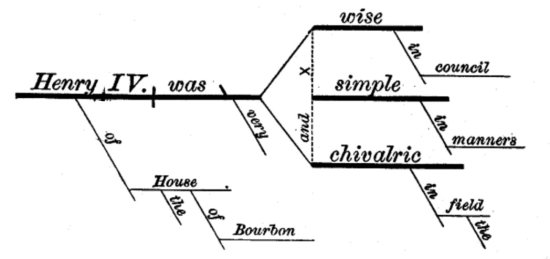 wise
in
council
Henry IV. was
X
simple
very
in
manners
and
of
chivalric
House
the
of
in
field
the
Bourbon